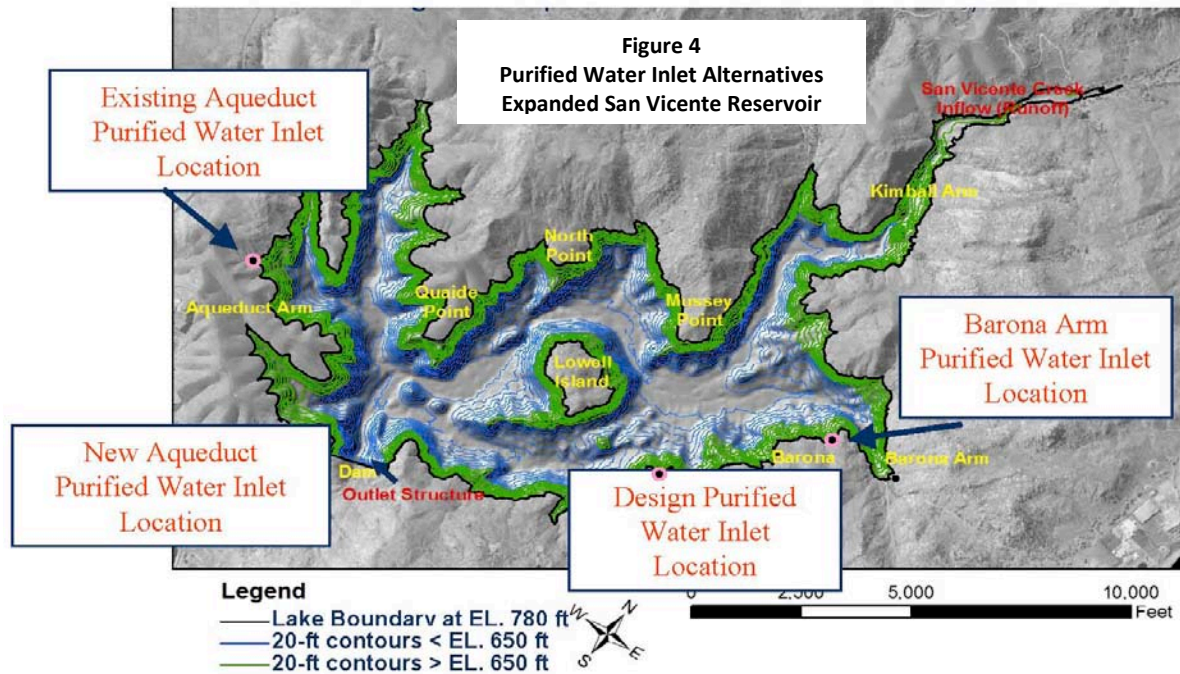 Figure 4
Purified Water Inlet Alternatives
Expanded San Vicente Reservoir
Existing Aqueduct
Purified Water Inlet
Location
San Vicente Creek
Inflow (Runoff)
Kimball Arm
North
Point
Quaide
Point
Aqueduct Arm
Mussey
Point
Lowell
Island
Barona Arm
Purified Water Inlet
Location
New Aqueduct
Purified Water Inlet
Location
Dam
Outlet Structure
Barona
Barona Arm
Design Purified
Water Inlet
Location
Legend
Lake Boundary at EL. 780 ft
20-ft contours < EL. 650 ft
20-ft contours > EL. 650 ft
W N
S E
0 2,500 5,000 10,000
Feet